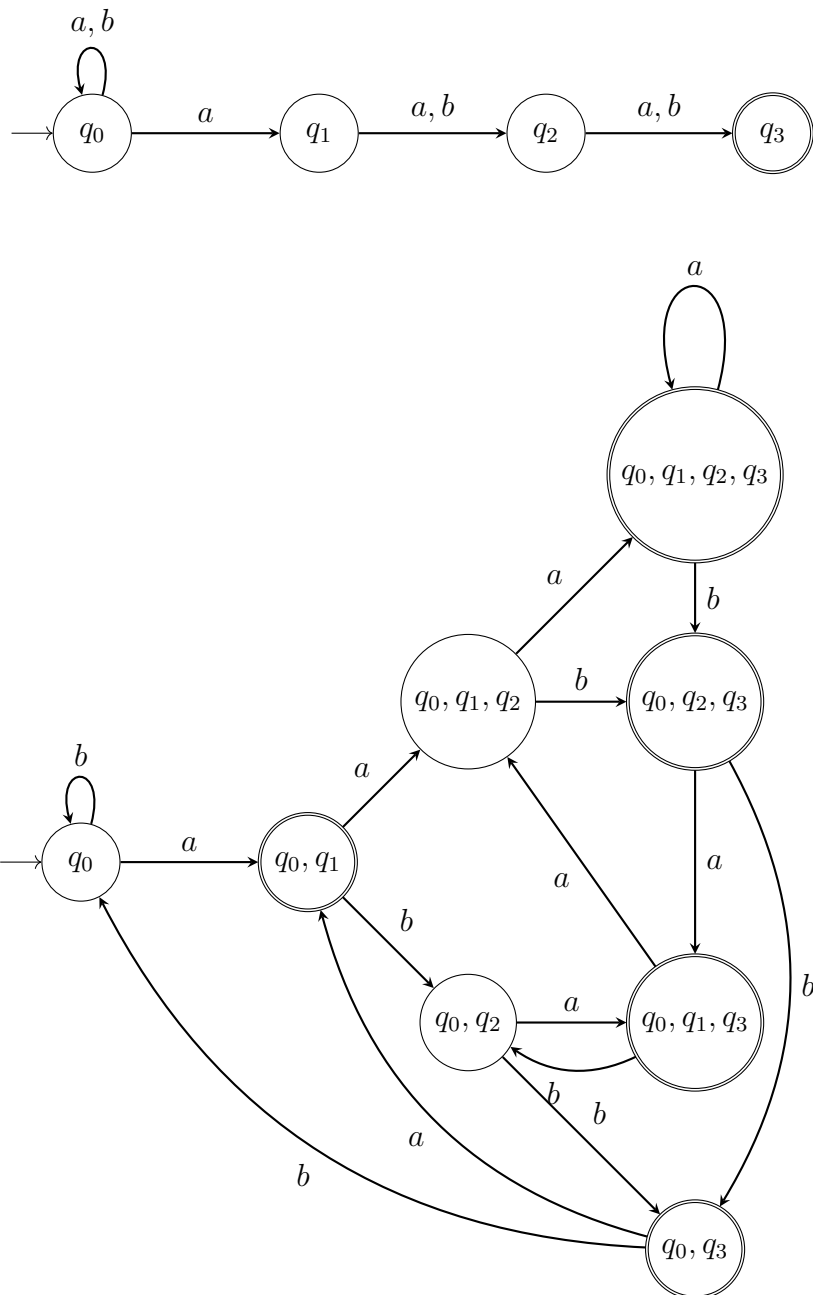 a, b
q0 a q1 a, b q2 a, b q3
a
q0, q1, q2, q3
a
b
q0, q1, q2 b q0, q2, q3
b
a
q0 a q0, q1 a a
b
b
q0, q2 a q0, q1, q3
b
b
a
b
q0, q3